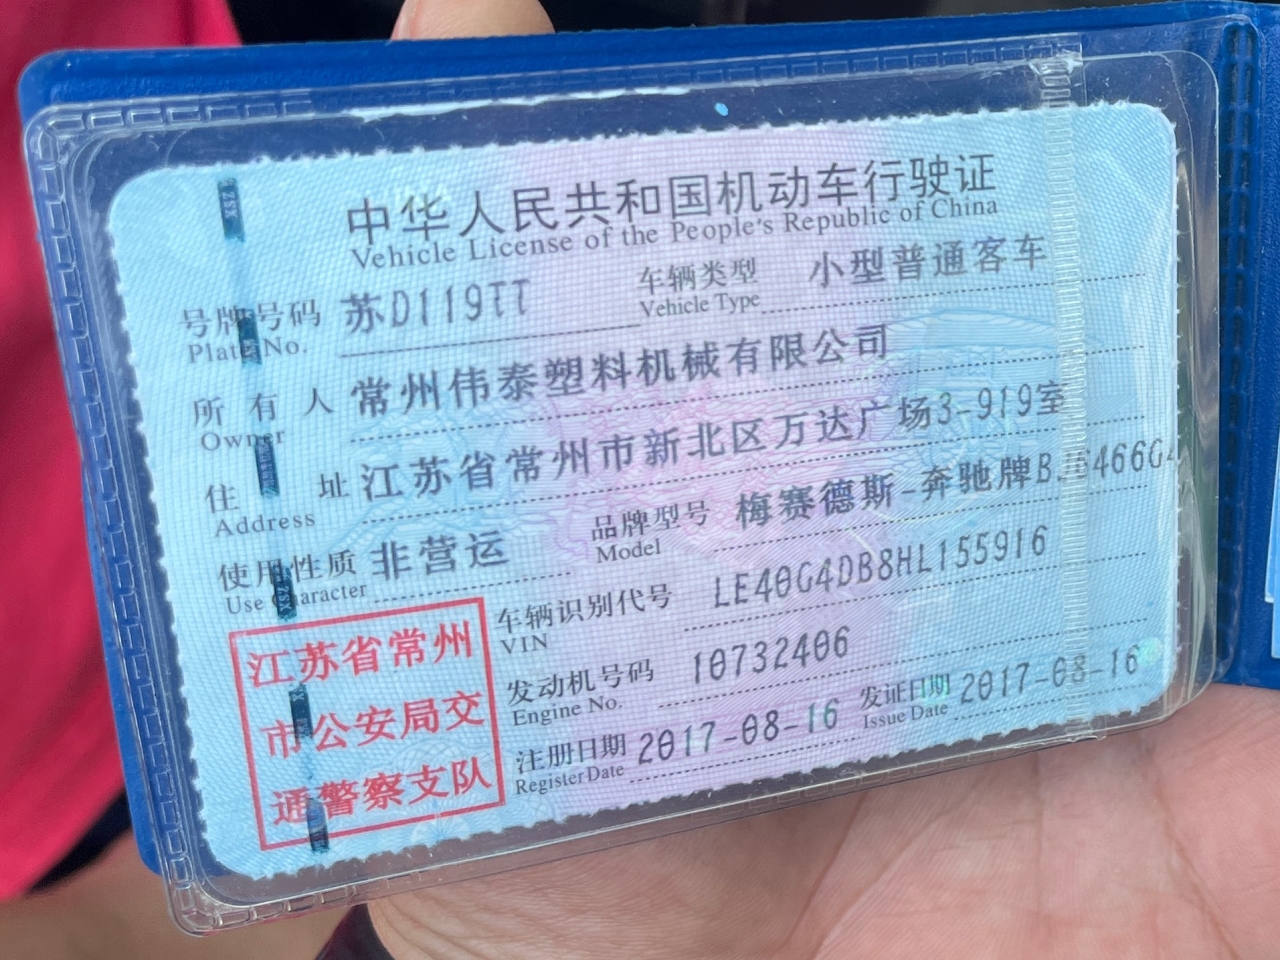 中华人民共和国机动车行驶证
Vehicle License of the People's Republic of China
号牌号码 苏D119TT 车辆类型 小型普通客车
Plate No. Vehicle Type
所有人 常州伟泰塑料机械有限公司
Owner
住址 江苏省常州市新北区万达广场3-919室
Address
使用性质 非营运 品牌型号 梅赛德斯-奔驰牌BJ6466G4
Use Character Model
车辆识别代号 LE40G4DB8HL155916
VIN
发动机号码 10732406
Engine No.
注册日期 2017-08-16 发证日期 2017-08-16
Register Date Issue Date
江苏省常州
市公安局交
通警察支队